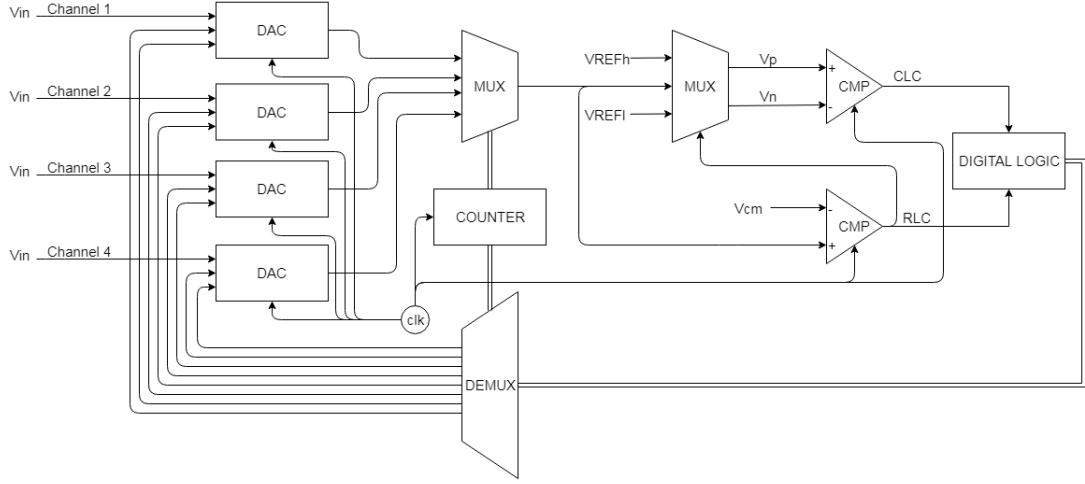 Vin Channel 1
DAC
Vin Channel 2
DAC
Vin Channel 3
DAC
Vin Channel 4
DAC
MUX
COUNTER
clk
DEMUX
VREFh
VREFl
MUX
Vp
Vn
+
-
CMP
CLC
Vcm
-
+
CMP
RLC
DIGITAL LOGIC